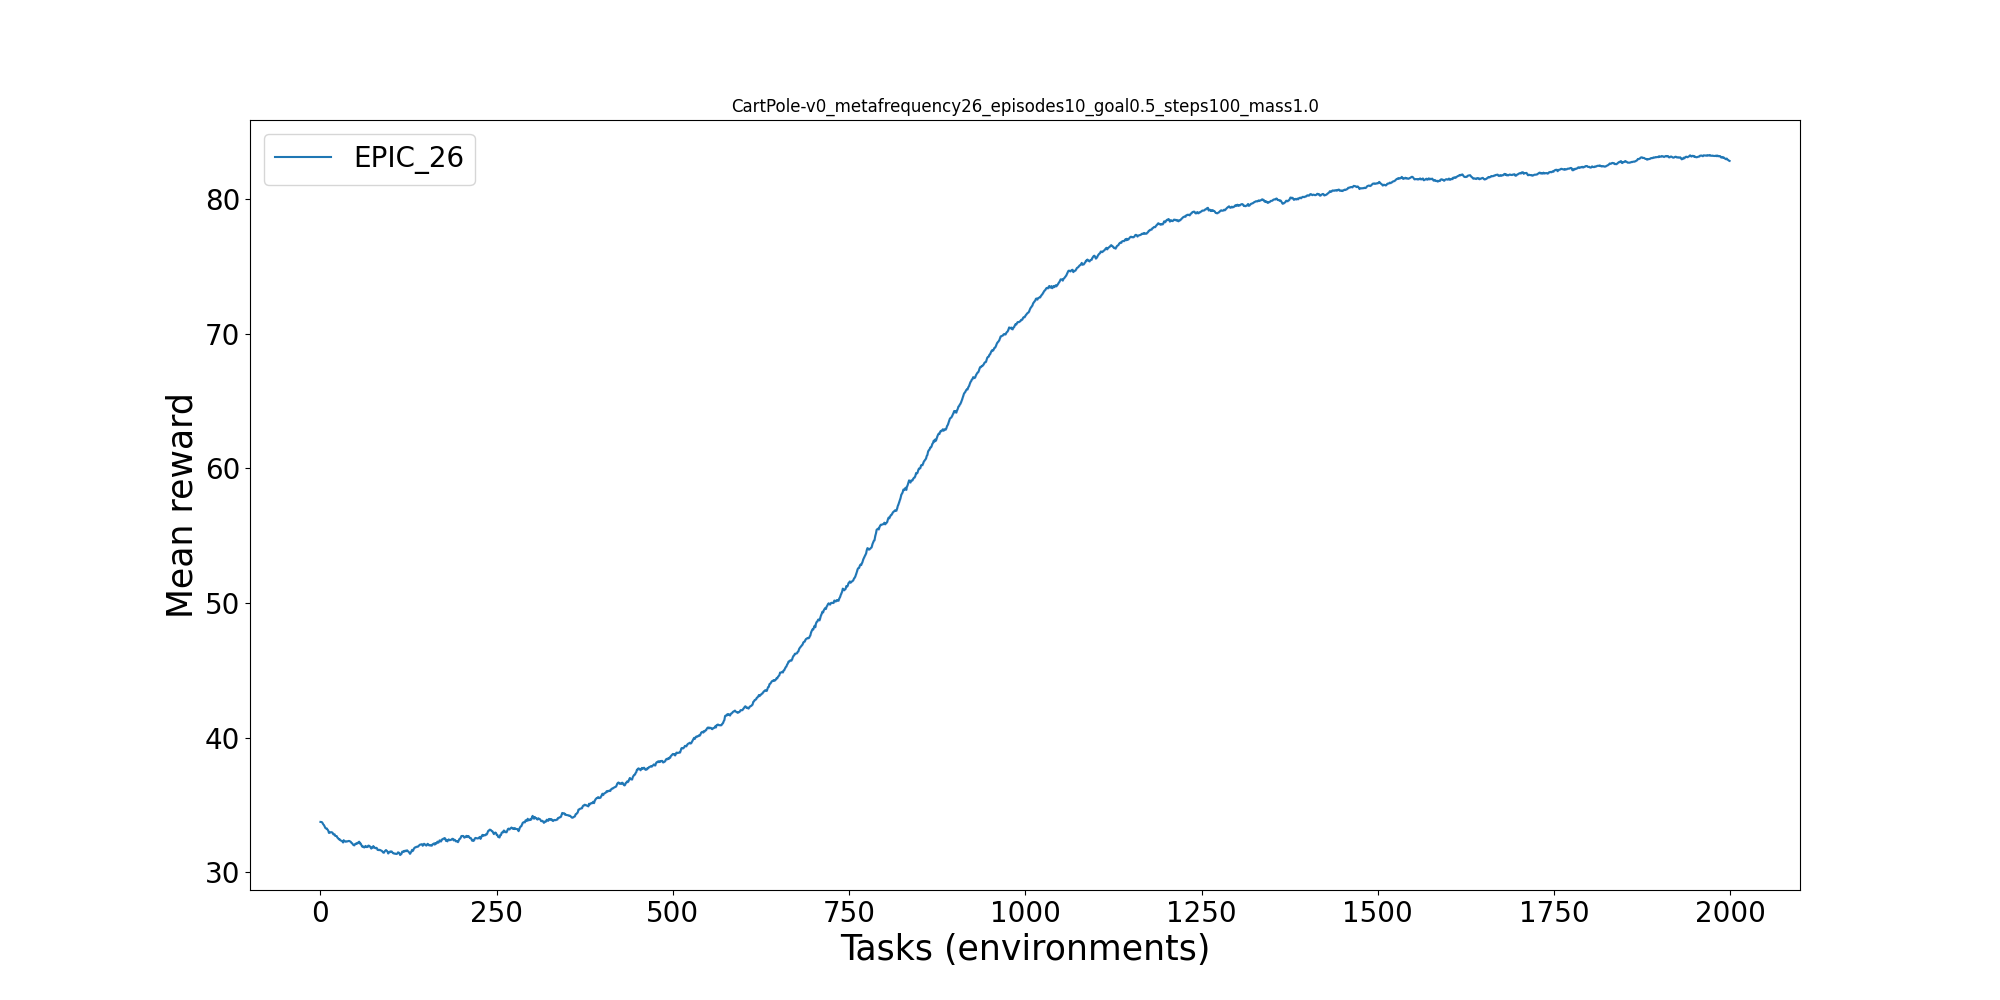 CartPole-v0_metafrequency26_episodes10_goal0.5_steps100_mass1.0
EPIC_26
Mean reward
80
70
60
50
40
30
0 250 500 750 1000 1250 1500 1750 2000
Tasks (environments)